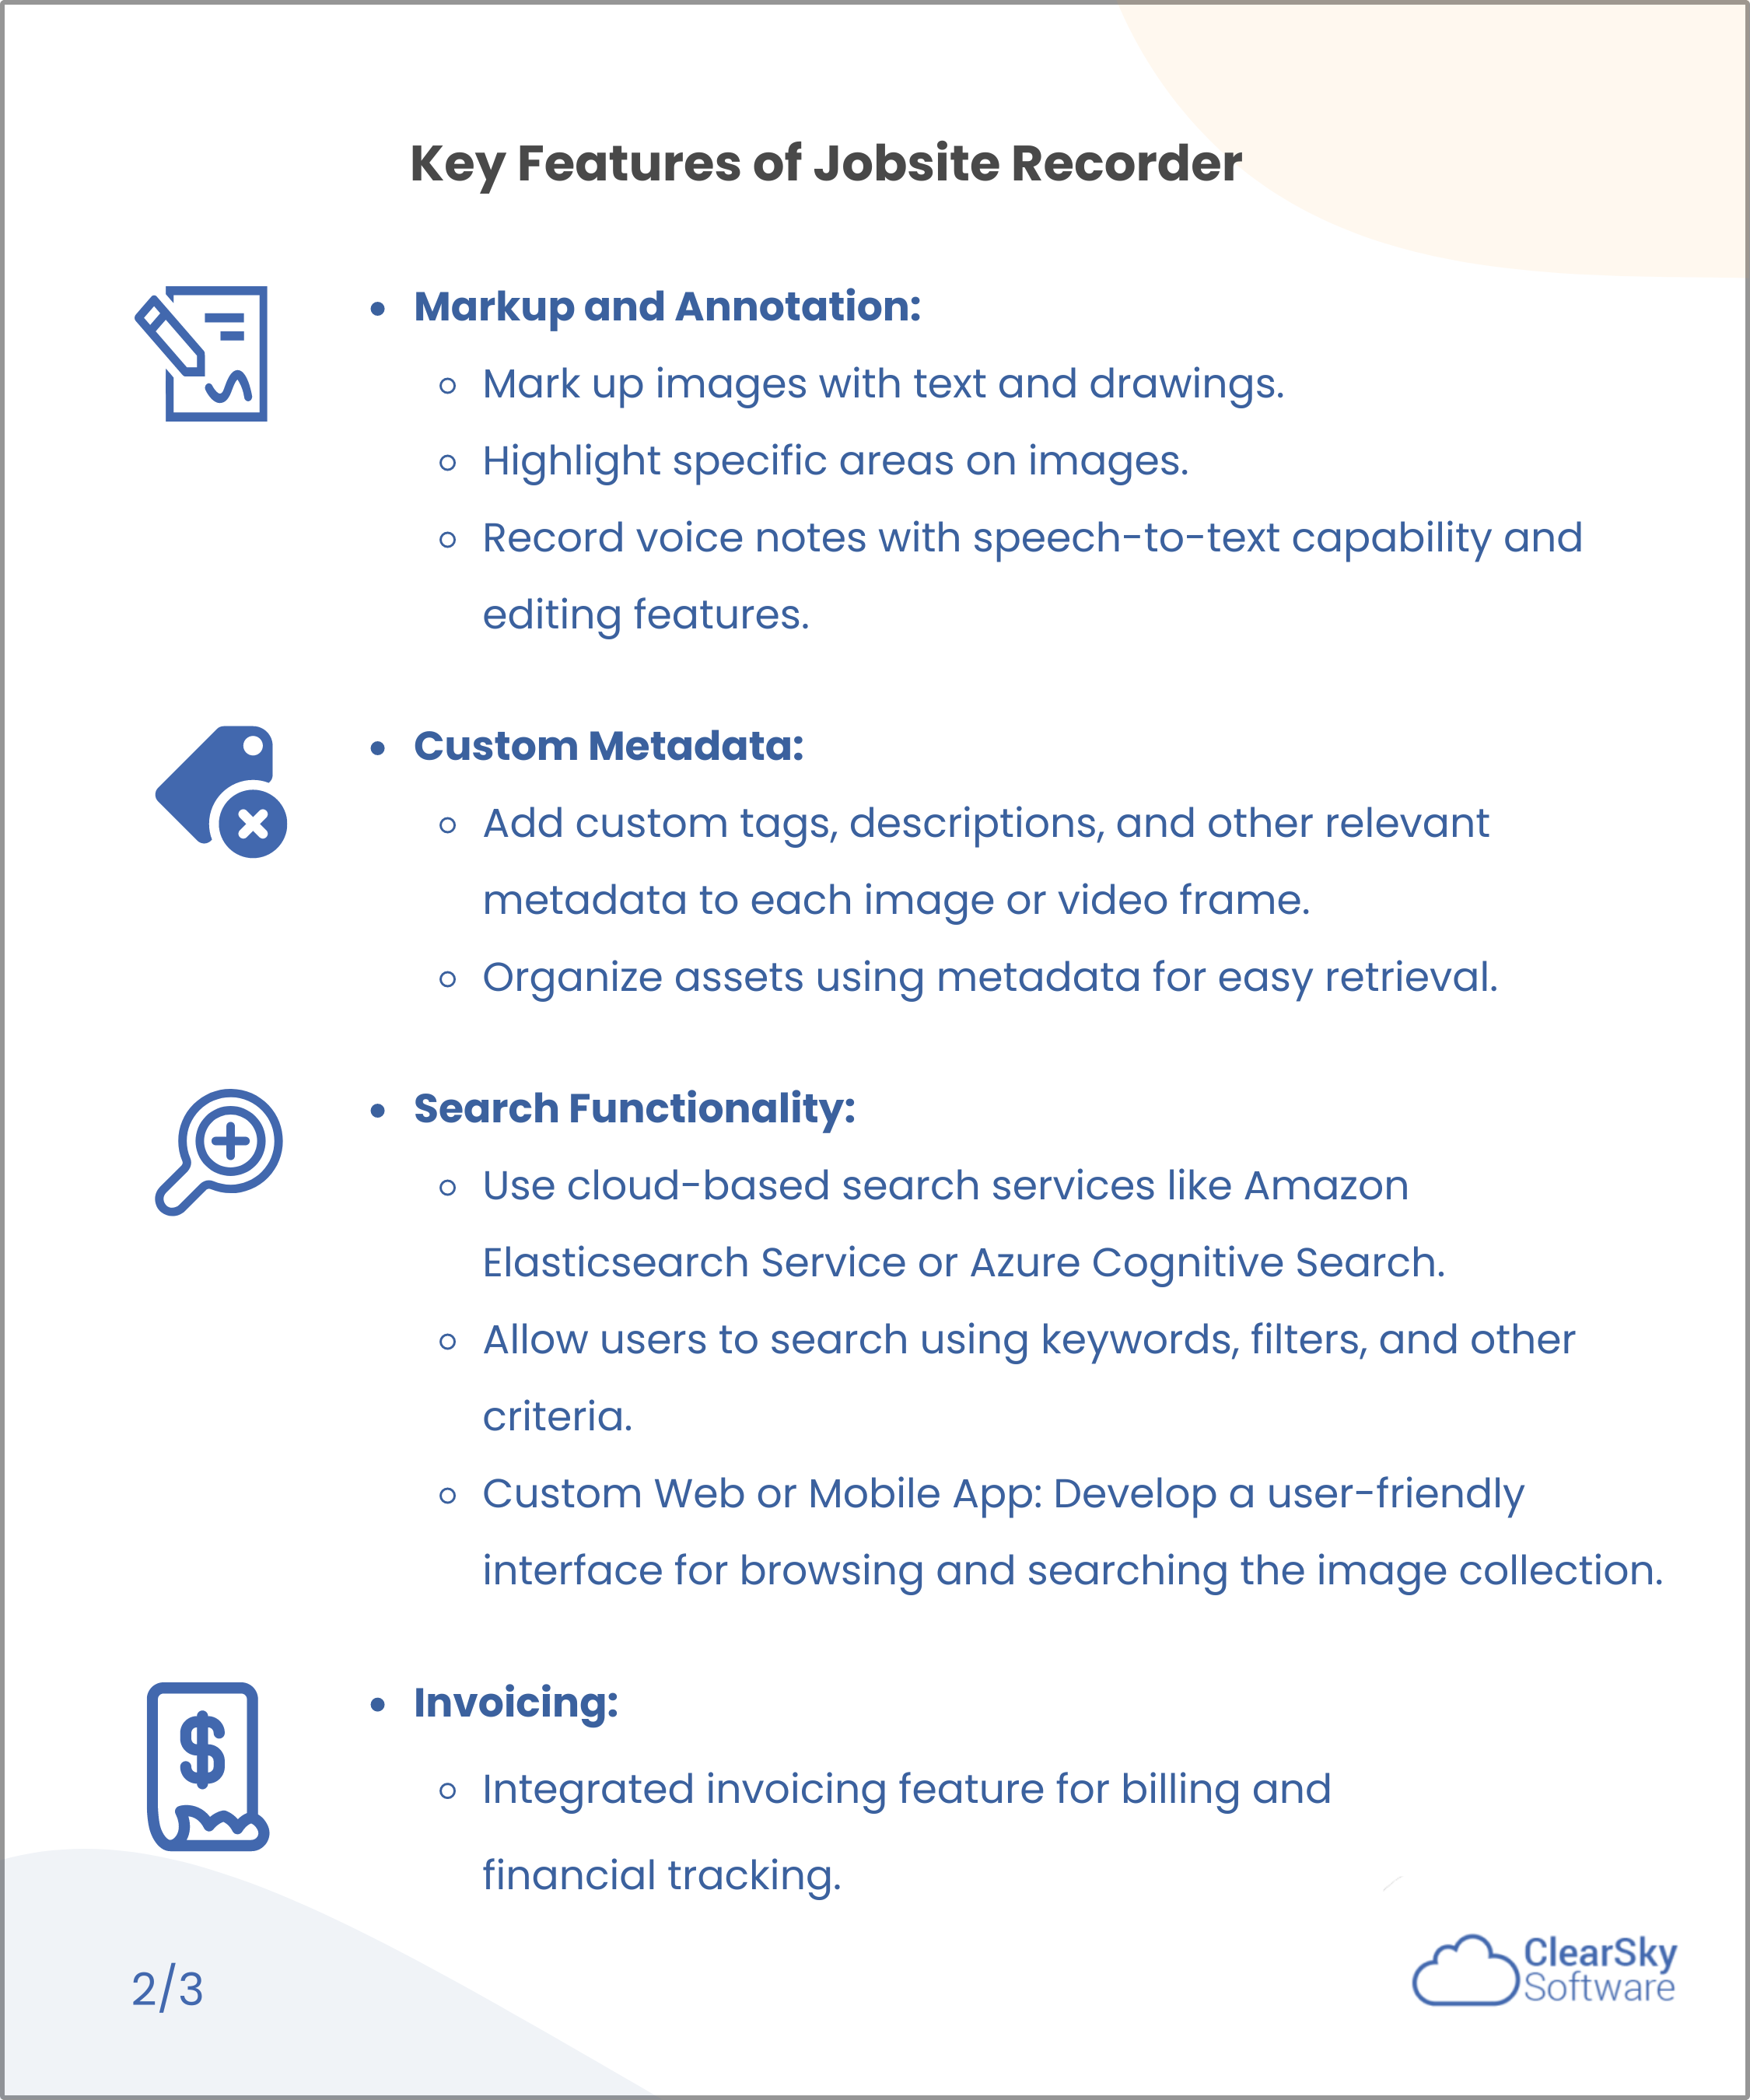 Key Features of Jobsite Recorder
• Markup and Annotation:
○ Mark up images with text and drawings.
○ Highlight specific areas on images.
○ Record voice notes with speech-to-text capability and
editing features.
• Custom Metadata:
○ Add custom tags, descriptions, and other relevant
metadata to each image or video frame.
○ Organize assets using metadata for easy retrieval.
• Search Functionality:
○ Use cloud-based search services like Amazon
Elasticsearch Service or Azure Cognitive Search.
○ Allow users to search using keywords, filters, and other
criteria.
○ Custom Web or Mobile App: Develop a user-friendly
interface for browsing and searching the image collection.
$
• Invoicing:
○ Integrated invoicing feature for billing and
financial tracking.
2/3
ClearSky
Software